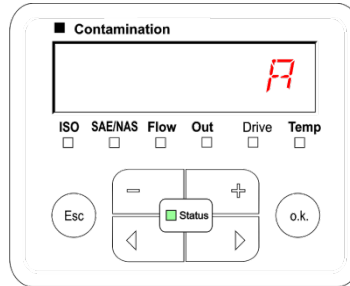 Contamination
A
ISO SAE/NAS Flow Out Drive Temp
− +
Esc Status o.k.